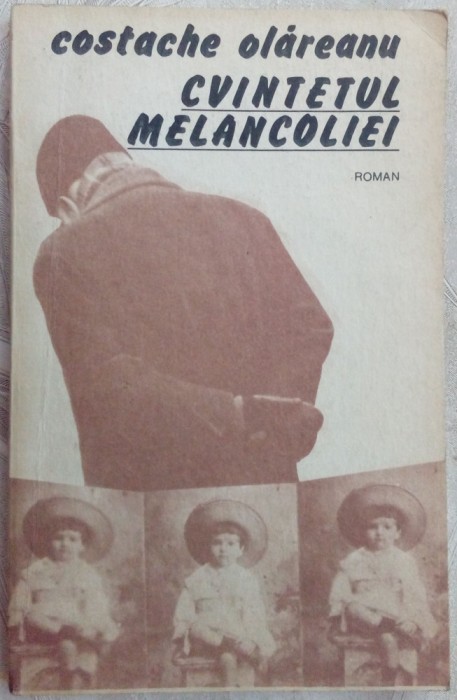 costache olăreanu
CVINTETUL
MELANCOLIEI
ROMAN